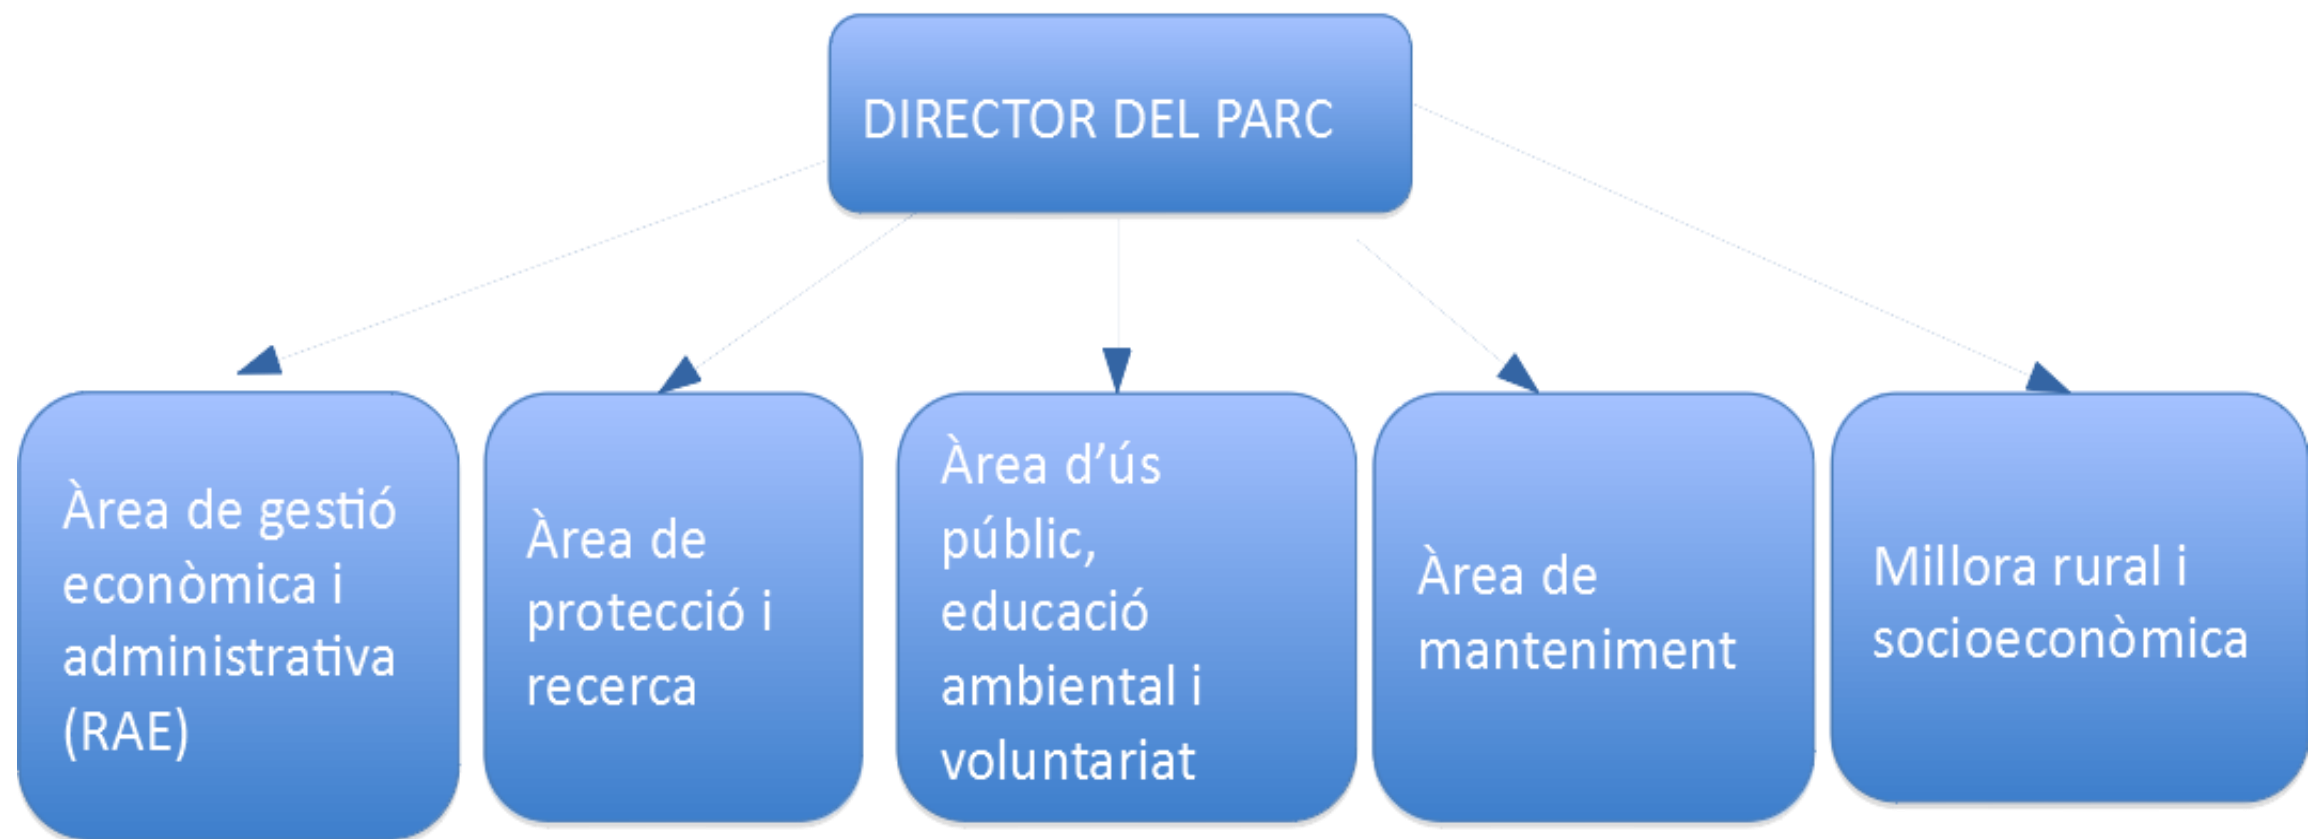 DIRECTOR DEL PARC
Àrea de gestió
econòmica i
administrativa
(RAE)
Àrea de
protecció i
recerca
Àrea d’ús
públic,
educació
ambiental i
voluntariat
Àrea de
manteniment
Millora rural i
socioeconòmica